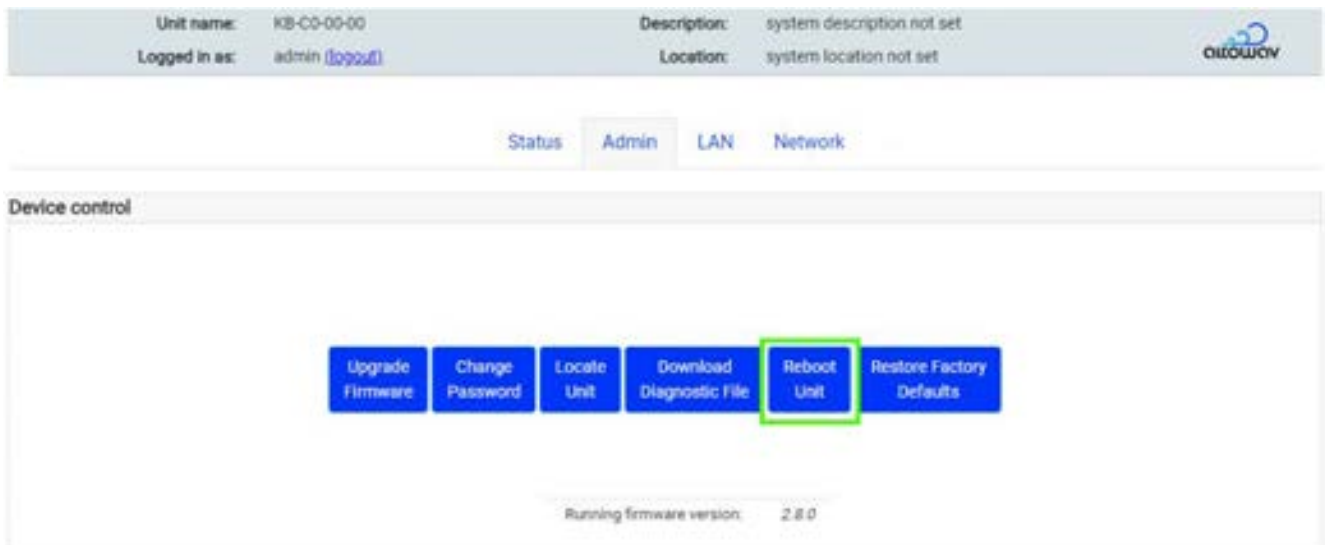 Unit name: KB-C0-00-00 Description: system description not set
Logged in as: admin (logout) Location: system location not set
altowav
Status Admin LAN Network
Device control
Upgrade Firmware
Change Password
Locate Unit
Download Diagnostic File
Reboot Unit
Restore Factory Defaults
Running firmware version: 2.8.0